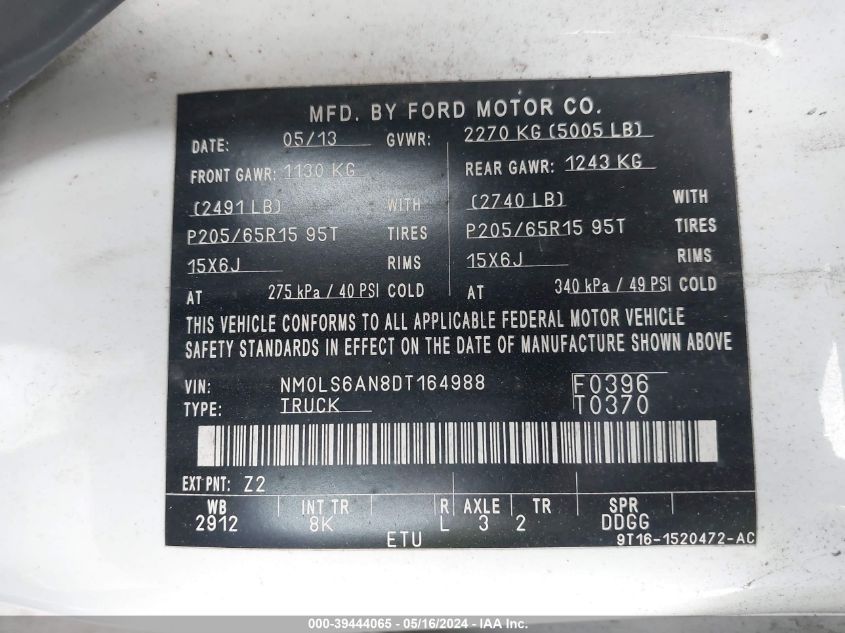 MFD. BY FORD MOTOR CO.
DATE: 05/13 GVWR: 2270 KG (5005 LB)
FRONT GAWR: 1130 KG REAR GAWR: 1243 KG
(2491 LB) WITH (2740 LB) WITH
P205/65R15 95T TIRES P205/65R15 95T TIRES
15X6J RIMS 15X6J RIMS
AT 275 kPa / 40 PSI COLD AT 340 kPa / 49 PSI COLD
THIS VEHICLE CONFORMS TO ALL APPLICABLE FEDERAL MOTOR VEHICLE
SAFETY STANDARDS IN EFFECT ON THE DATE OF MANUFACTURE SHOWN ABOVE
VIN: NM0LS6AN8DT164988 F0396
TYPE: TRUCK T0370
EXT PNT: Z2
WB INT TR R AXLE TR SPR
2912 8K L 3 2 DDGG
ETU 9T16-1520472-AC
000-39444065 - 05/16/2024 - IAA Inc.